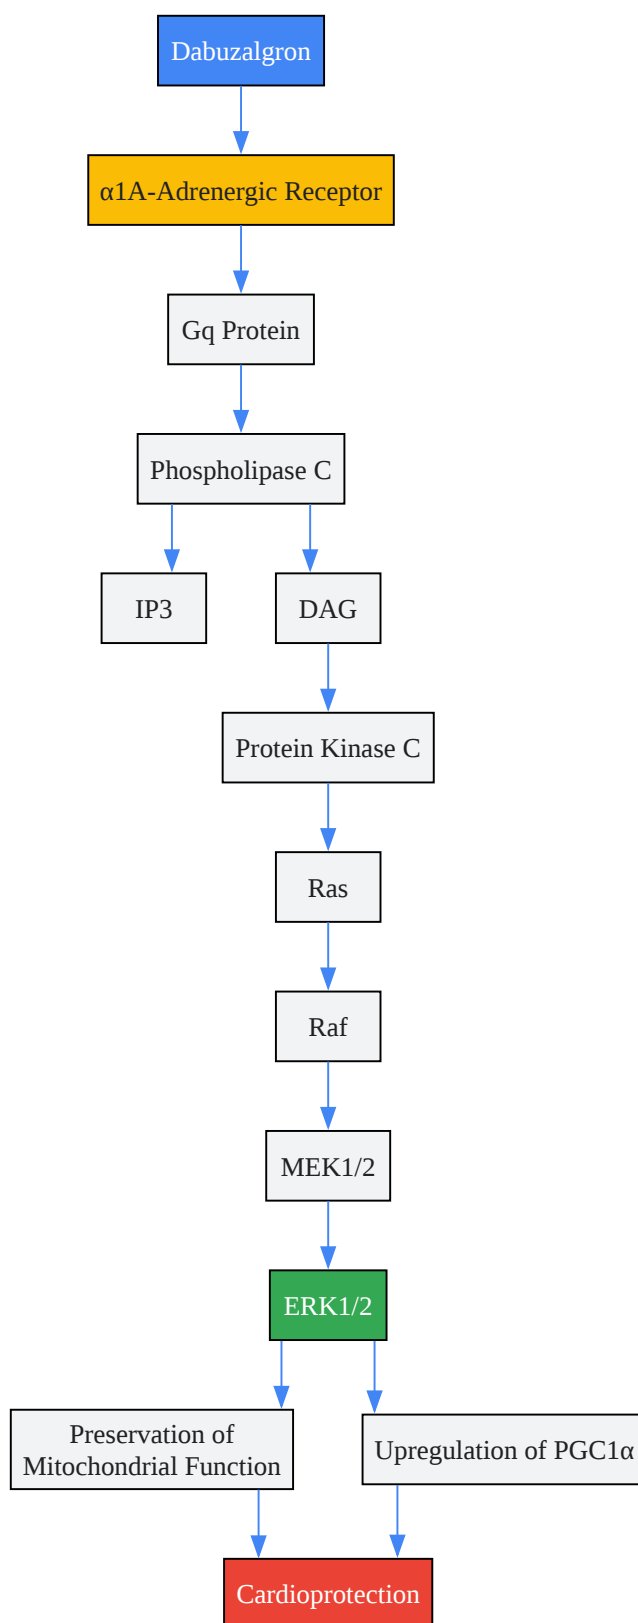 Dabuzalgron
α1A-Adrenergic Receptor
Gq Protein
Phospholipase C
IP3
DAG
Protein Kinase C
Ras
Raf
MEK1/2
ERK1/2
Preservation of
Mitochondrial Function
Upregulation of PGC1α
Cardioprotection